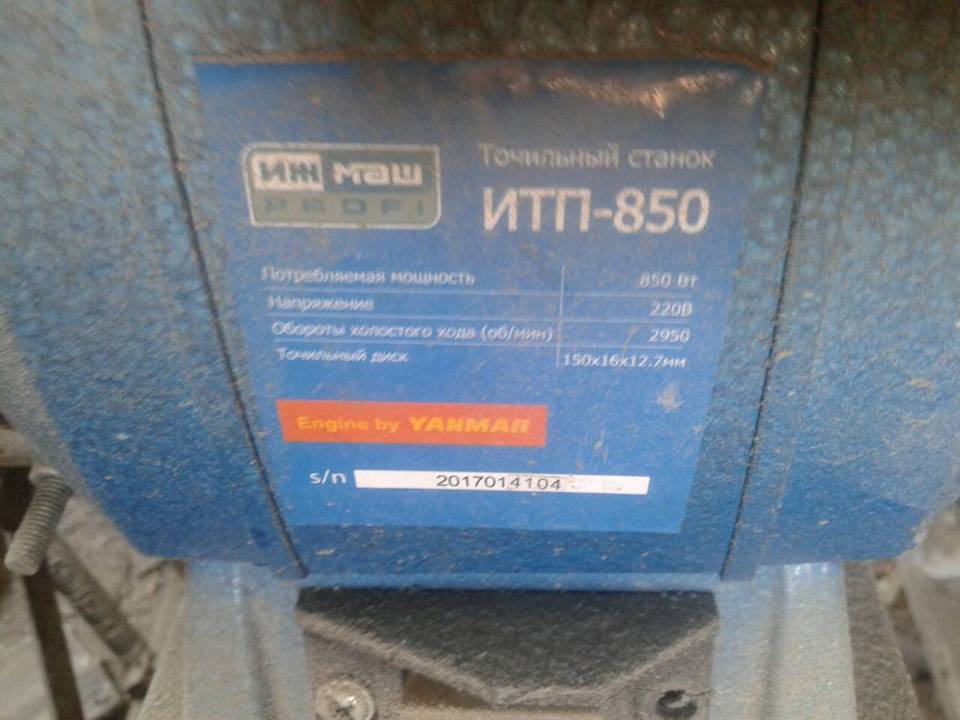 ИЖ маш
PROFI
Точильный станок
ИТП-850
Потребляемая мощность 850 Вт
Напряжение 220В
Обороты холостого хода (об/мин) 2950
Точильный диск 150x16x12.7мм
Engine by YANMAR
s/n 2017014104